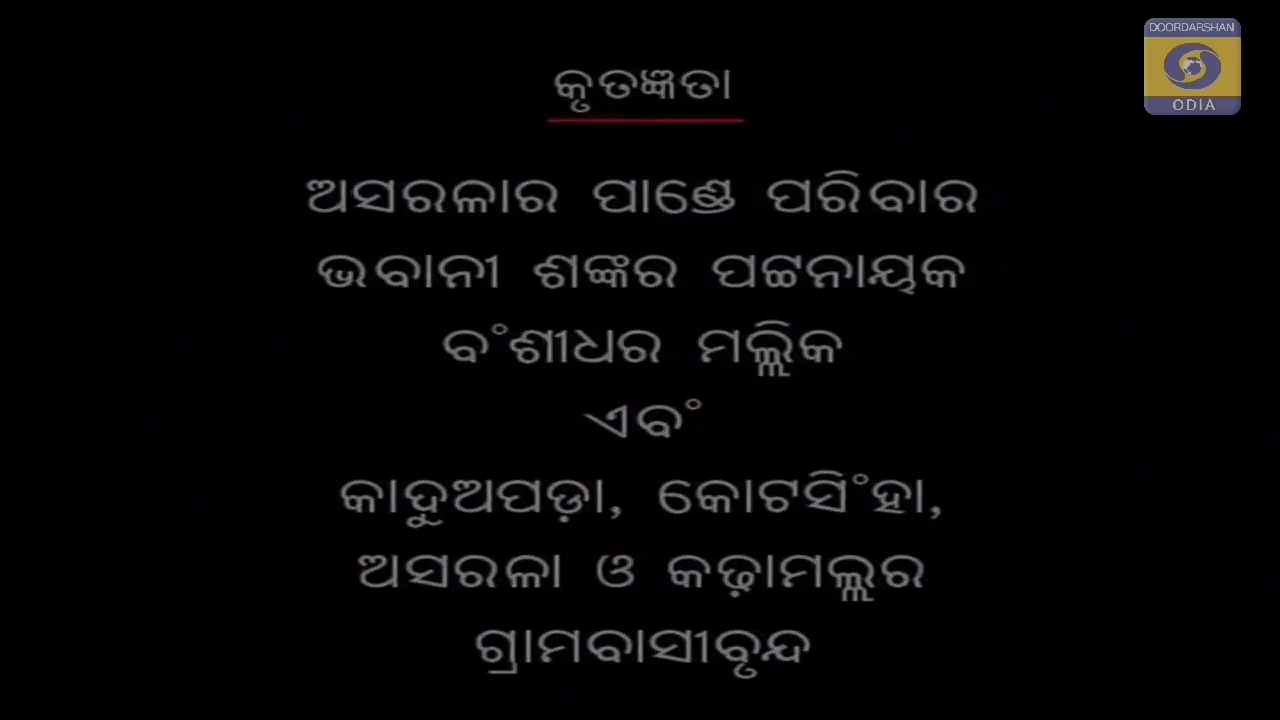 DOORDARSHAN
ODIA
କୃତଜ୍ଞତା
ଅସରଳାର ପାଣ୍ଡେ ପରିବାର
ଭବାନୀ ଶଙ୍କର ପଟ୍ଟନାୟକ
ବଂଶୀଧର ମଲ୍ଲିକ
ଏବଂ
କାଦୁଅପଡ଼ା, କୋଟସିଂହା,
ଅସରଳା ଓ କଢ଼ାମଲ୍ଲର
ଗ୍ରାମବାସୀବୃନ୍ଦ